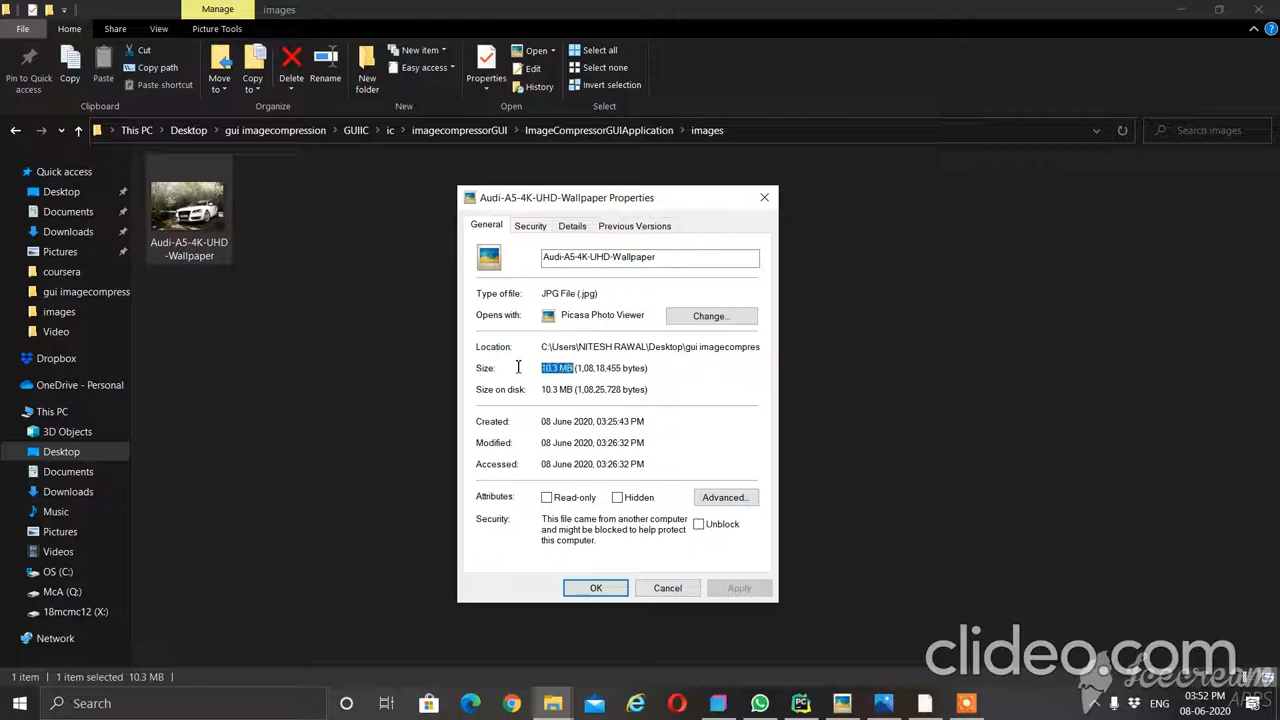 Manage
images
File
Home
Share
View
Picture Tools
Pin to Quick access
Copy
Paste
Cut
Copy path
Paste shortcut
Clipboard
Move to
Copy to
Delete
Rename
Organize
New folder
New item
Easy access
New
Properties
Open
Edit
History
Open
Select all
Select none
Invert selection
Select
This PC > Desktop > gui imagecompression > GUIIC > ic > imagecompressorGUI > ImageCompressorGUIApplication > images
Search images
Quick access
Desktop
Documents
Downloads
Pictures
coursera
gui imagecompress
images
Video
Dropbox
OneDrive - Personal
This PC
3D Objects
Desktop
Documents
Downloads
Music
Pictures
Videos
OS (C:)
McA (Q:)
18mcmc12 (X:)
Network
Audi-A5-4K-UHD
-Wallpaper
Audi-A5-4K-UHD-Wallpaper Properties
General
Security
Details
Previous Versions
Audi-A5-4K-UHD-Wallpaper
Type of file: JPG File (.jpg)
Opens with: Picasa Photo Viewer Change...
Location: C:\Users\NITESH RAWAL\Desktop\gui imagecompres
Size: 10.3 MB (1,08,18,455 bytes)
Size on disk: 10.3 MB (1,08,25,728 bytes)
Created: 08 June 2020, 03:25:43 PM
Modified: 08 June 2020, 03:26:32 PM
Accessed: 08 June 2020, 03:26:32 PM
Attributes: Read-only Hidden Advanced...
Security: This file came from another computer
and might be blocked to help protect
this computer.
Unblock
OK Cancel Apply
clideo.com
Icecream
APPS
1 item 1 item selected 10.3 MB
Search
ENG
03:52 PM
08-06-2020